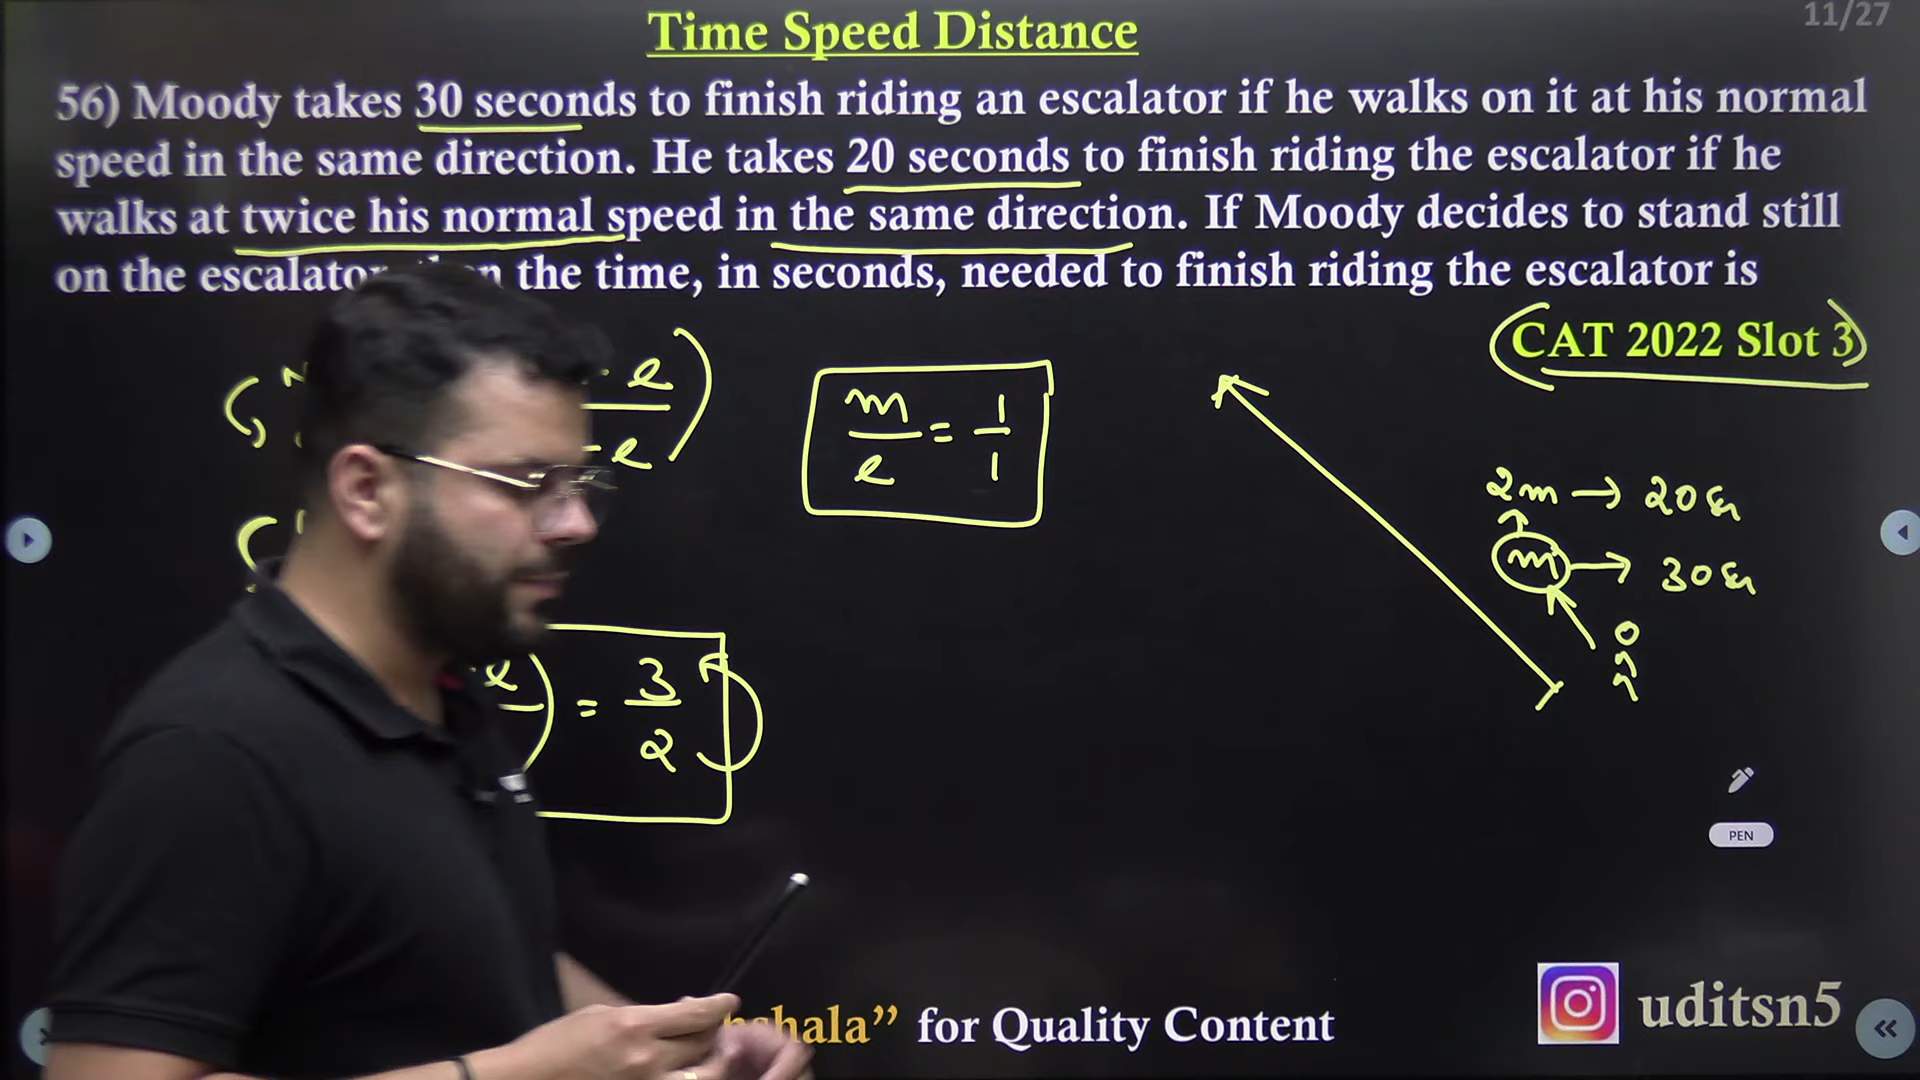 11/27
Time Speed Distance
56) Moody takes 30 seconds to finish riding an escalator if he walks on it at his normal
speed in the same direction. He takes 20 seconds to finish riding the escalator if he
walks at twice his normal speed in the same direction. If Moody decides to stand still
on the escalator the time, in seconds, needed to finish riding the escalator is
CAT 2022 Slot 3
e
e
m/e = 1/1
2m → 20
m → 30
e = 3/2
PEN
for Quality Content
uditsn5